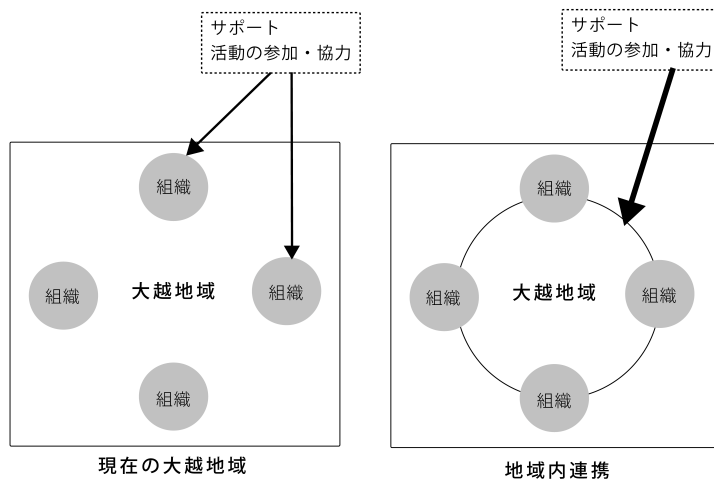 サポート
活動の参加・協力
組織
組織
大越地域
組織
組織
現在の大越地域
サポート
活動の参加・協力
組織
組織
大越地域
組織
組織
地域内連携